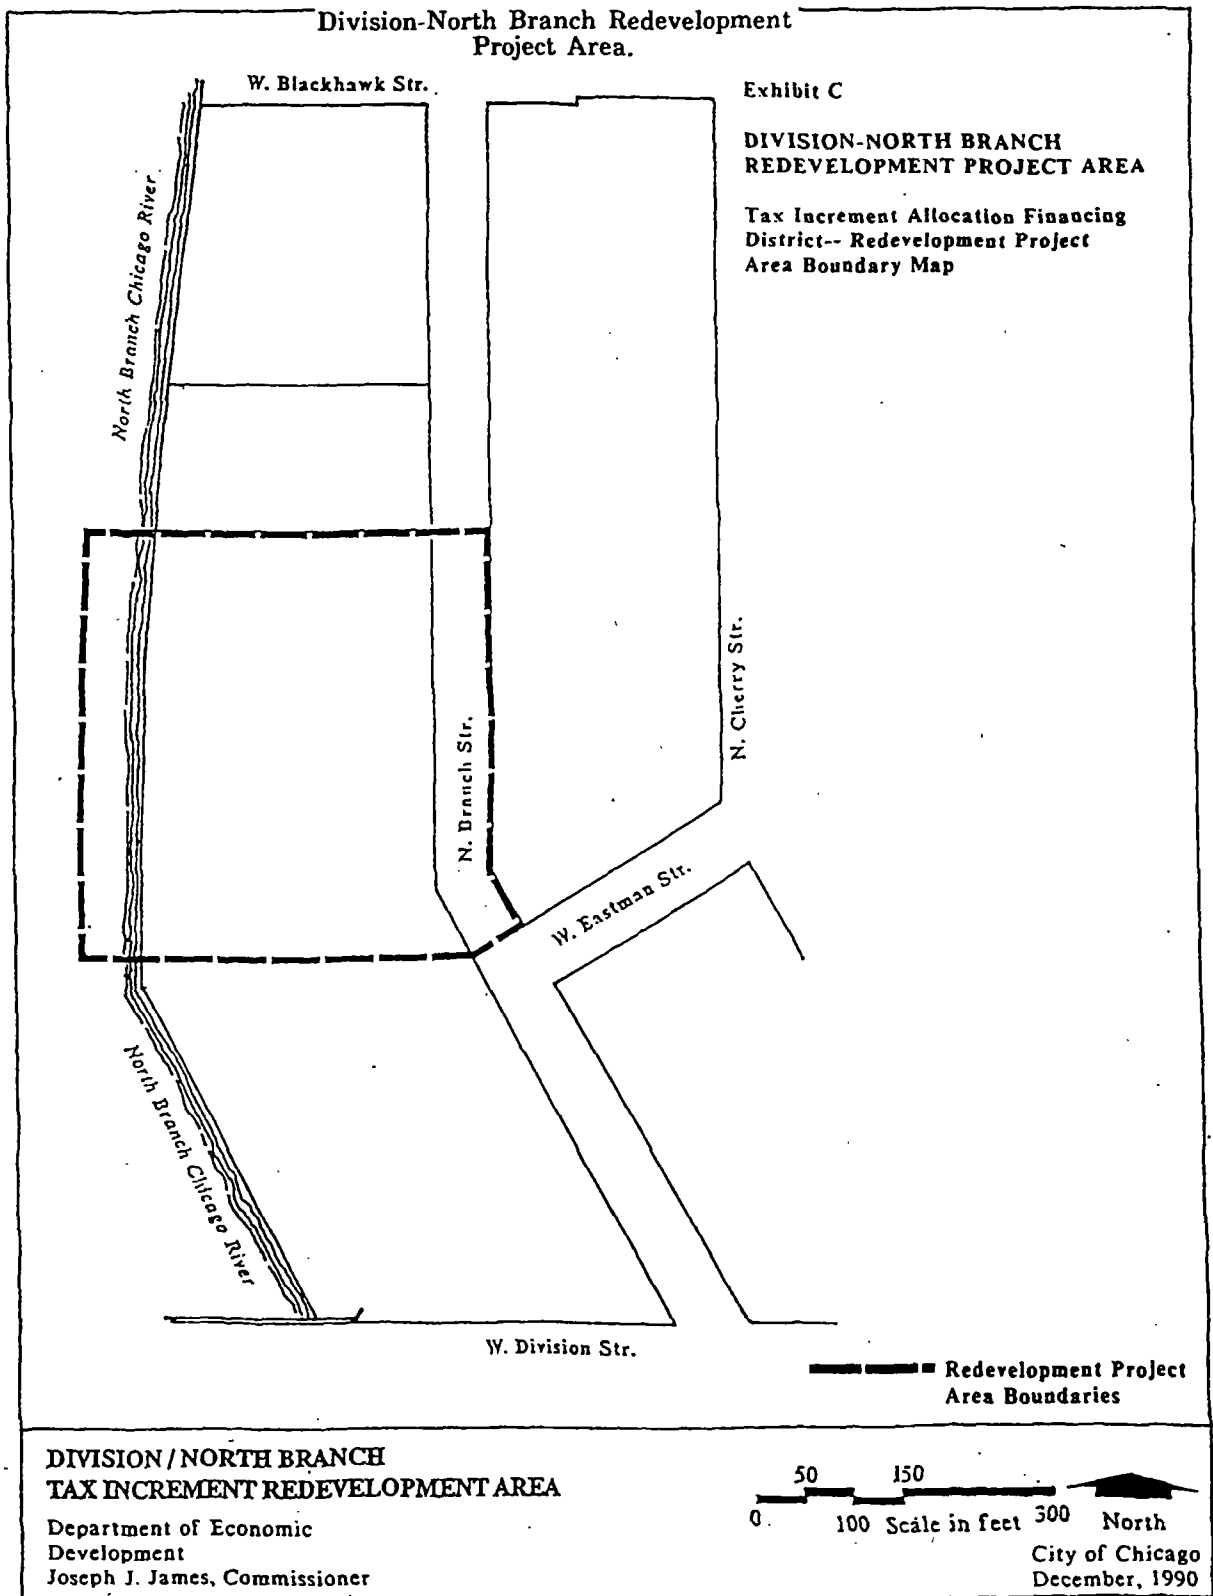 Division-North Branch Redevelopment
Project Area.
W. Blackhawk Str.
Exhibit C
DIVISION-NORTH BRANCH
REDEVELOPMENT PROJECT AREA
Tax Increment Allocation Financing
District-- Redevelopment Project
Area Boundary Map
North Branch Chicago River
N. Branch Str.
N. Cherry Str.
W. Eastman Str.
North Branch Chicago River
W. Division Str.
Redevelopment Project
Area Boundaries
DIVISION / NORTH BRANCH
TAX INCREMENT REDEVELOPMENT AREA
Department of Economic
Development
Joseph J. James, Commissioner
50 150
0 100 Scale in feet 300
North
City of Chicago
December, 1990